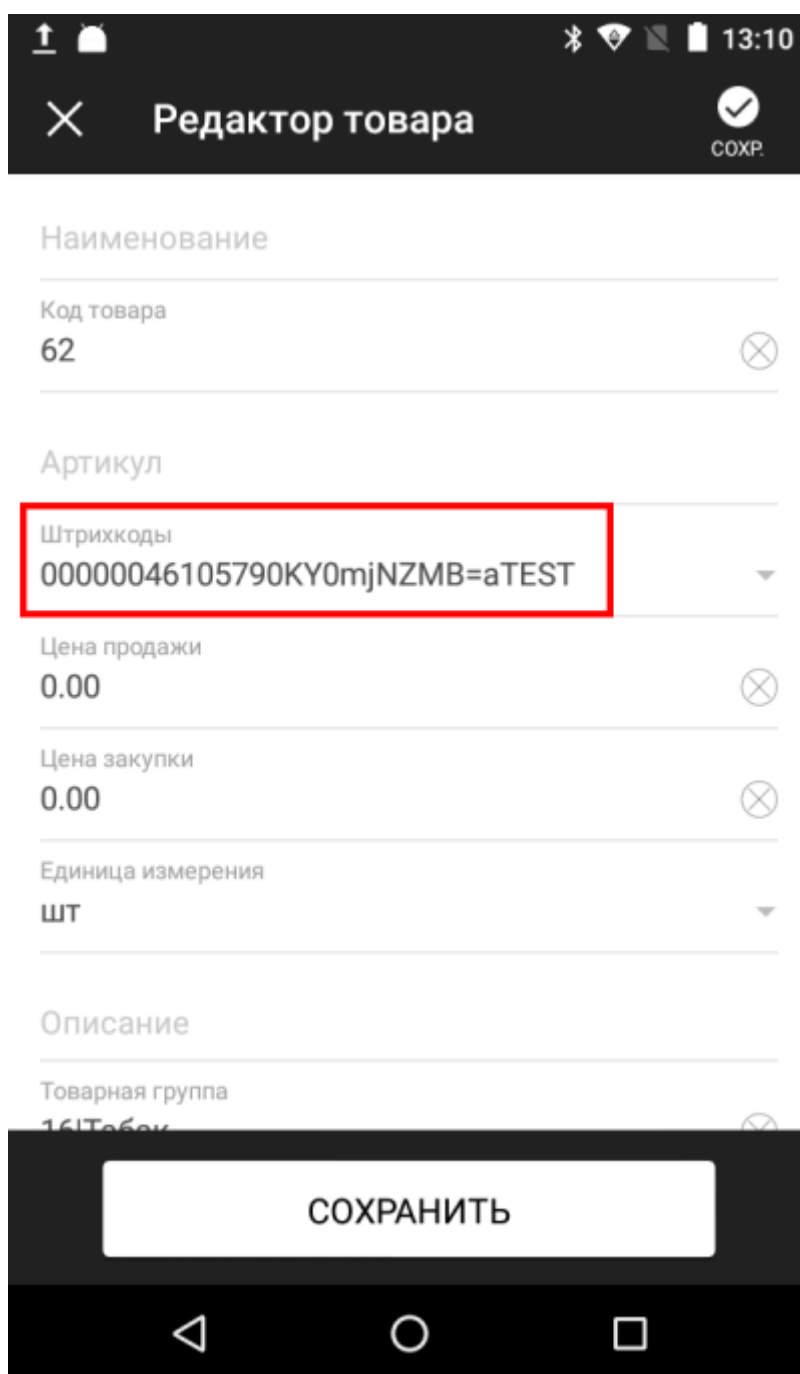 13:10
Редактор товара
СОХР.
Наименование
Код товара
62
Артикул
Штрихкоды
00000046105790KY0mjNZMB=aTEST
Цена продажи
0.00
Цена закупки
0.00
Единица измерения
шт
Описание
Товарная группа
СОХРАНИТЬ